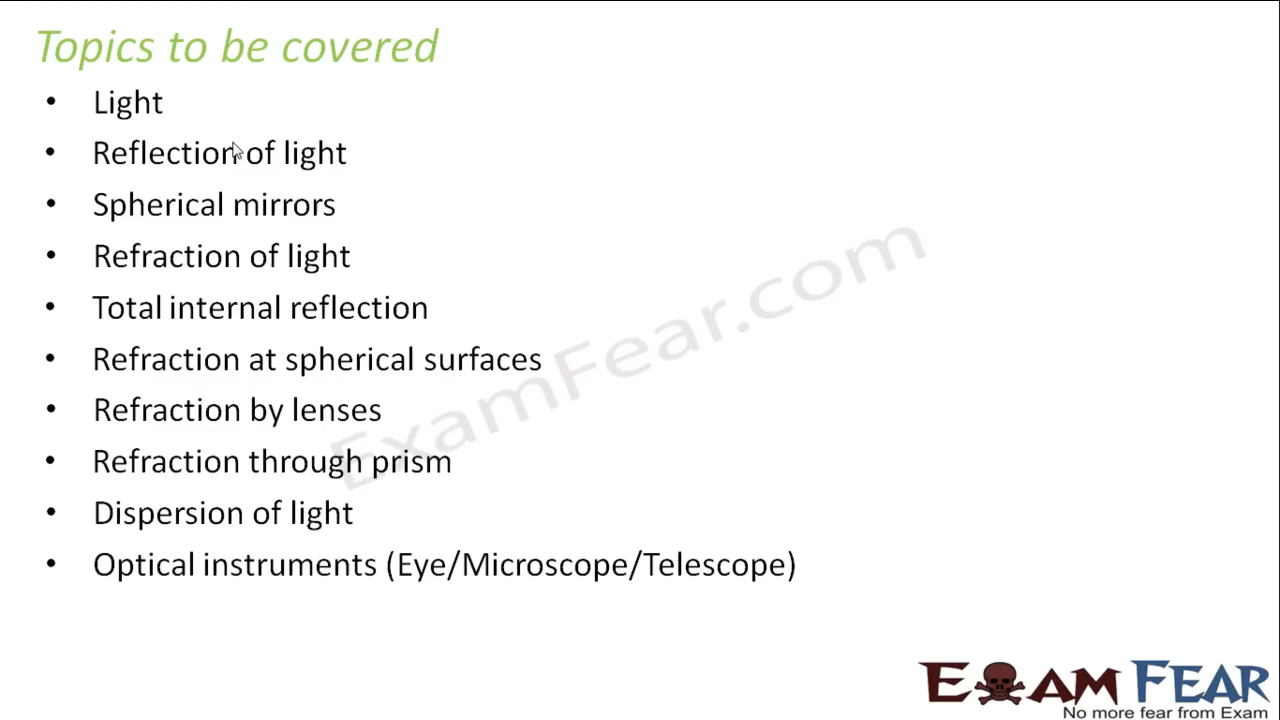 Topics to be covered
• Light
• Reflection of light
• Spherical mirrors
• Refraction of light
• Total internal reflection
• Refraction at spherical surfaces
• Refraction by lenses
• Refraction through prism
• Dispersion of light
• Optical instruments (Eye/Microscope/Telescope)
ExamFear.com
EXAM FEAR
No more fear from Exam